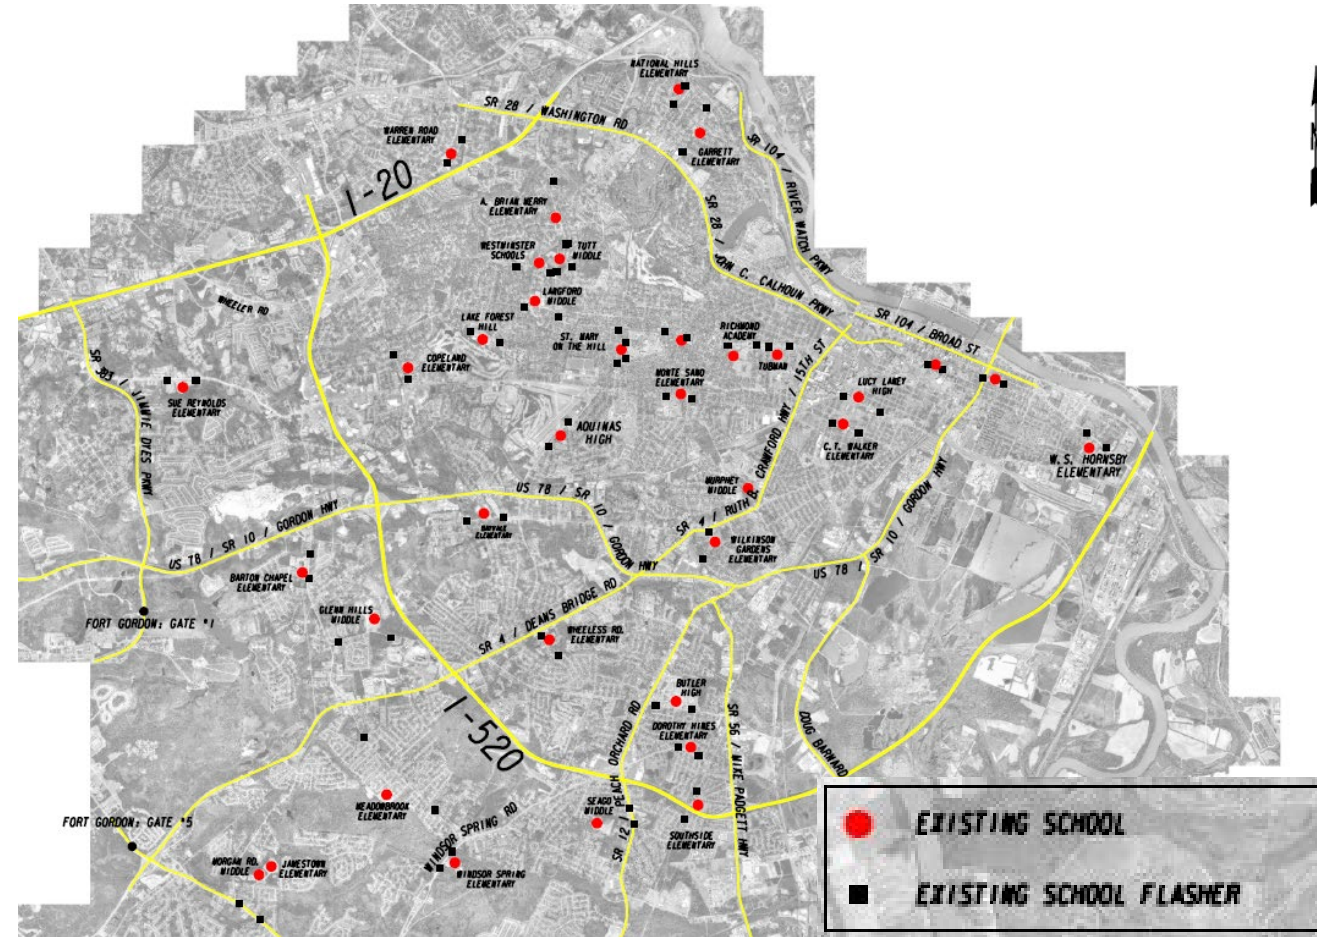 NATIONAL HILLS
ELEMENTARY
SR 28 / WASHINGTON RD
WARREN ROAD
ELEMENTARY
GARRETT
ELEMENTARY
SR 104 / RIVER WATCH PKWY
I-20
A. BRIAN MERRY
ELEMENTARY
SR 28 /
C. CALHOUN PKWY
WESTMINSTER
SCHOOLS
TUTT
MIDDLE
LANGFORD
MIDDLE
WHEELER RD
LAKE FOREST
HILL
ST. MARY
ON THE HILL
RICHMOND
ACADEMY
TUBMAN
SR 104 / BROAD ST
SR 383 / JIMMIE DYES PKWY
COPELAND
ELEMENTARY
SUE REYNOLDS
ELEMENTARY
MONTE SANO
ELEMENTARY
LUCY LANEY
HIGH
AQUINAS
HIGH
C.T. WALKER
ELEMENTARY
W.S. HORNSBY
ELEMENTARY
SR 4 / RUTH B. CRAWFORD HWY / 15TH ST
MURPHEY
MIDDLE
US 78 / SR 10 / GORDON HWY
US 78 / SR 10 / GORDON HWY
US 78 / SR 10 / GORDON HWY
ELEMENTARY
WILKINSON
GARDENS
ELEMENTARY
BARTON CHAPEL
ELEMENTARY
GLENN HILLS
MIDDLE
FORT GORDON: GATE #1
SR 4 / DEANS BRIDGE RD
WHEELESS RD.
ELEMENTARY
BUTLER
HIGH
DOROTHY HINES
ELEMENTARY
I-520
SR 121 / PEACH ORCHARD RD
SR 56 / MIKE PADGETT HWY
DOUG BARNARD
MEADOWBROOK
ELEMENTARY
SEAGO
MIDDLE
SOUTHSIDE
ELEMENTARY
FORT GORDON: GATE #5
WINDSOR SPRING RD
MORGAN RD.
MIDDLE
JAMESTOWN
ELEMENTARY
WINDSOR SPRING
ELEMENTARY
N
EXISTING SCHOOL
EXISTING SCHOOL FLASHER